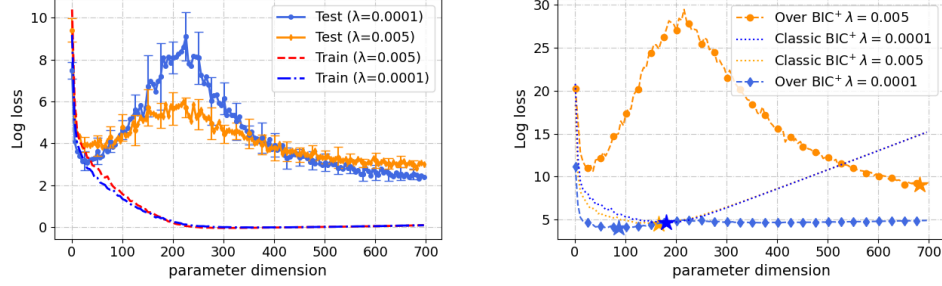 Test (λ=0.0001)
Test (λ=0.005)
Train (λ=0.005)
Train (λ=0.0001)
Log loss
10
8
6
4
2
0
0 100 200 300 400 500 600 700
parameter dimension
Over BIC⁺ λ = 0.005
Classic BIC⁺ λ = 0.0001
Classic BIC⁺ λ = 0.005
Over BIC⁺ λ = 0.0001
Log loss
30
25
20
15
10
5
0 100 200 300 400 500 600 700
parameter dimension